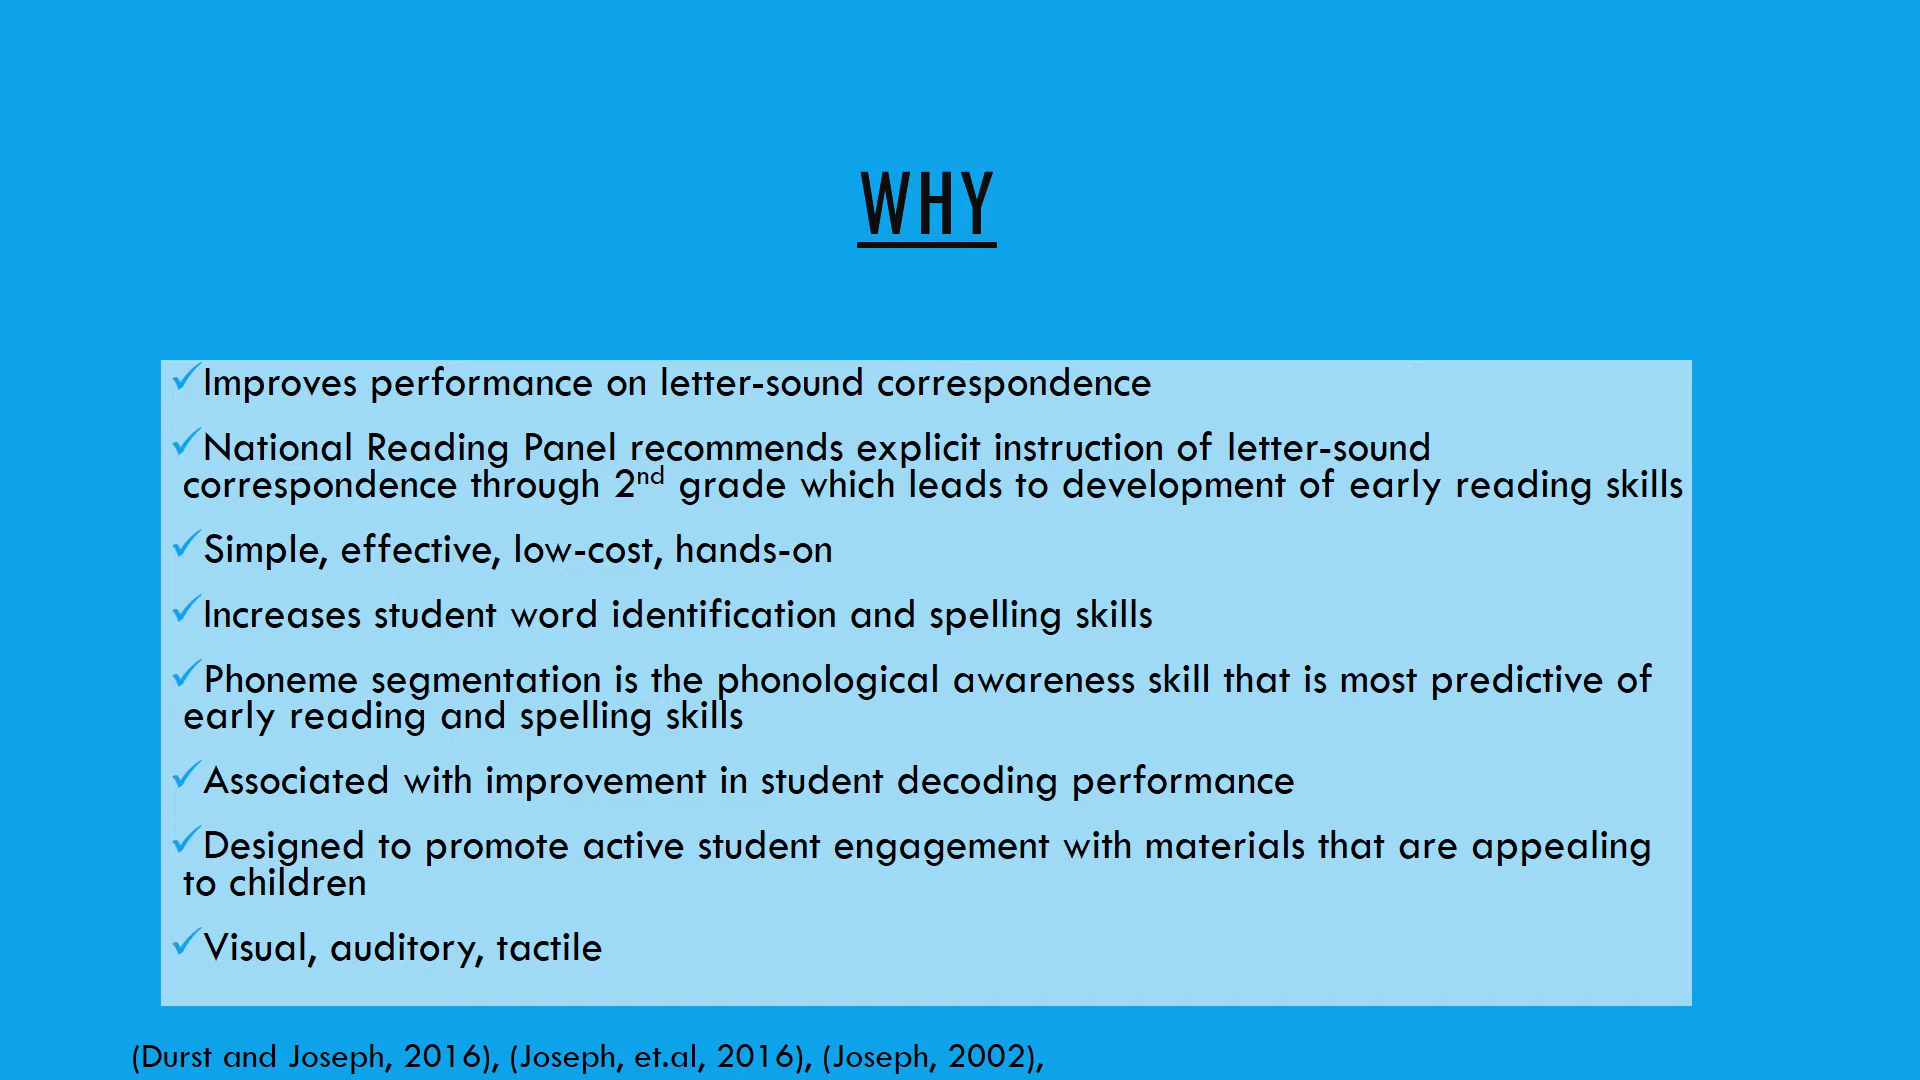 WHY
✓Improves performance on letter-sound correspondence
✓National Reading Panel recommends explicit instruction of letter-sound
correspondence through 2nd grade which leads to development of early reading skills
✓Simple, effective, low-cost, hands-on
✓Increases student word identification and spelling skills
✓Phoneme segmentation is the phonological awareness skill that is most predictive of
early reading and spelling skills
✓Associated with improvement in student decoding performance
✓Designed to promote active student engagement with materials that are appealing
to children
✓Visual, auditory, tactile
(Durst and Joseph, 2016), (Joseph, et.al, 2016), (Joseph, 2002),